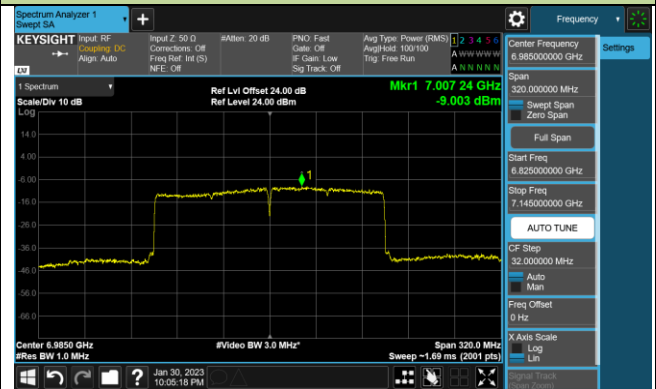 Spectrum Analyzer 1
Swept SA
+
Frequency
KEYSIGHT
Input: RF
Coupling: DC
Align: Auto
Input Z: 50 Ω
Corrections: Off
Freq Ref: Int (S)
NFE: Off
#Atten: 20 dB
PNO: Fast
Gate: Off
IF Gain: Low
Sig Track: Off
Avg Type: Power (RMS)
Avg|Hold: 100/100
Trig: Free Run
1 2 3 4 5 6
A W W W W W
A N N N N N
LXI
1 Spectrum
Scale/Div 10 dB
Ref Lvl Offset 24.00 dB
Ref Level 24.00 dBm
Mkr1 7.007 24 GHz
-9.003 dBm
Log
14.0
4.00
-6.00
-16.0
-26.0
-36.0
-46.0
-56.0
-66.0
1
Center 6.9850 GHz
#Res BW 1.0 MHz
#Video BW 3.0 MHz*
Span 320.0 MHz
Sweep ~1.69 ms (2001 pts)
Center Frequency
6.985000000 GHz
Span
320.000000 MHz
Swept Span
Zero Span
Full Span
Start Freq
6.825000000 GHz
Stop Freq
7.145000000 GHz
AUTO TUNE
CF Step
32.000000 MHz
Auto
Man
Freq Offset
0 Hz
X Axis Scale
Log
Lin
Signal Track
(Span Zoom)
Settings
?
Jan 30, 2023
10:05:18 PM